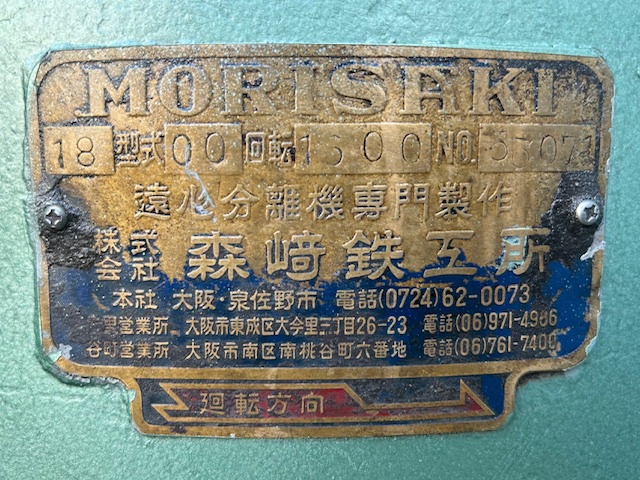 MORISAKI
18 型式 00 回転 1500 NO.
遠心分離機専門製作
株式会社 森崎鉄工所
本社 大阪・泉佐野市 電話(0724)62-0073
里営業所 大阪市東成区大今里二丁目26-23 電話(06)971-4986
谷町営業所 大阪市南区南桃谷町六番地 電話(06)761-7400
廻転方向